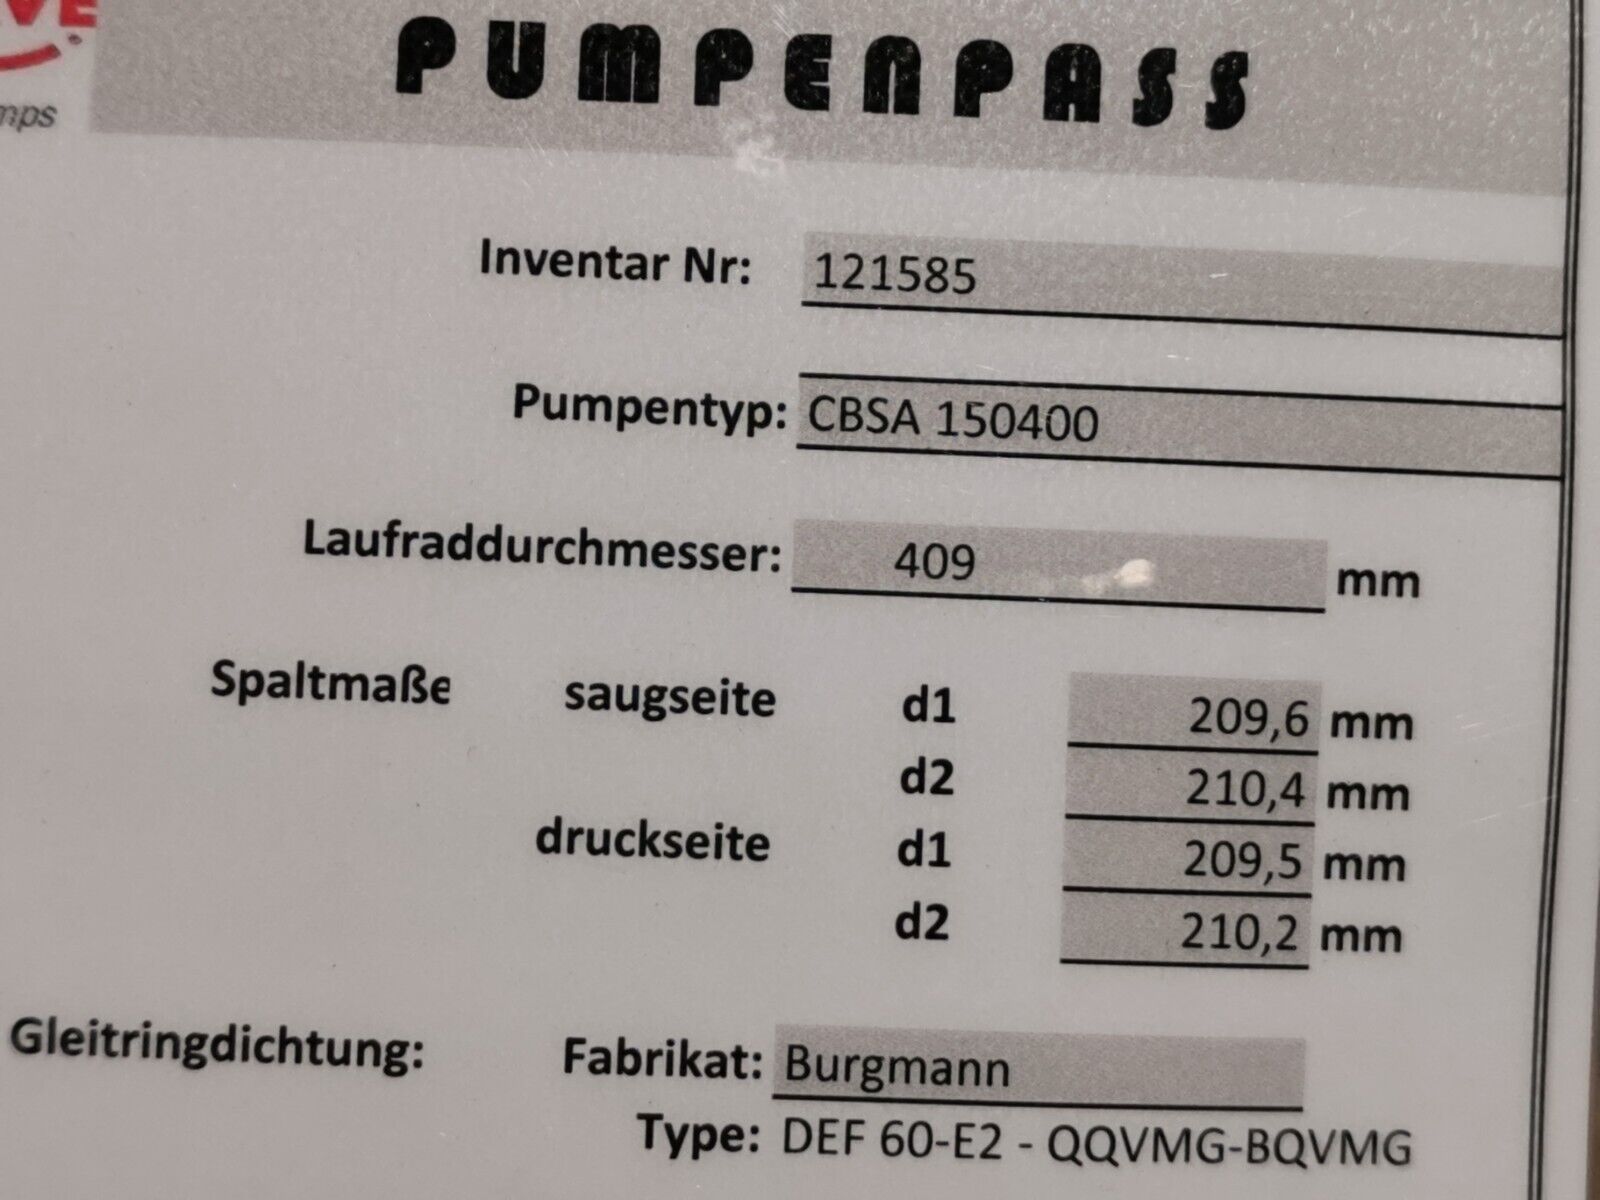 VE
mps
PUMPENPASS
Inventar Nr: 121585
Pumpentyp: CBSA 150400
Laufraddurchmesser: 409 mm
Spaltmaße saugseite d1 209,6 mm
d2 210,4 mm
druckseite d1 209,5 mm
d2 210,2 mm
Gleitringdichtung: Fabrikat: Burgmann
Type: DEF 60-E2 - QQVMG-BQVMG